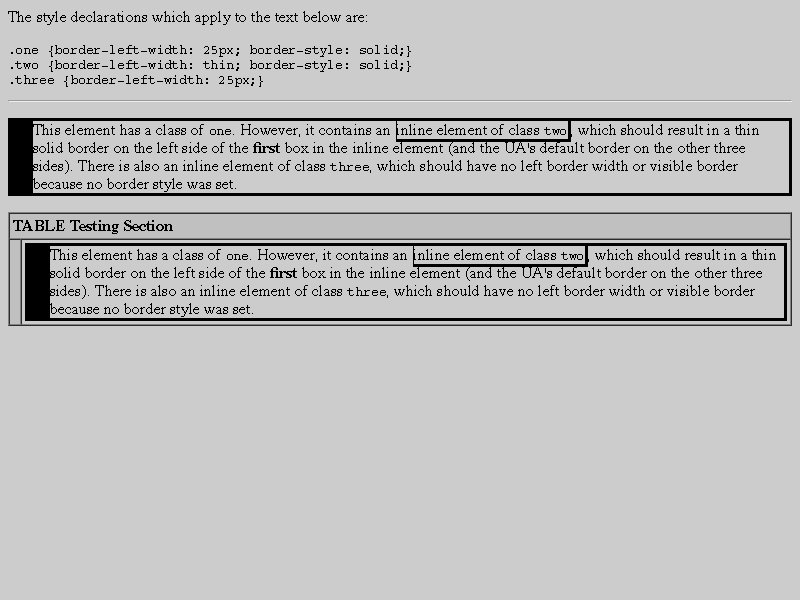 The style declarations which apply to the text below are:
.one {border-left-width: 25px; border-style: solid;}
.two {border-left-width: thin; border-style: solid;}
.three {border-left-width: 25px;}
This element has a class of one. However, it contains an inline element of class two, which should result in a thin
solid border on the left side of the first box in the inline element (and the UA's default border on the other three
sides). There is also an inline element of class three, which should have no left border width or visible border
because no border style was set.
TABLE Testing Section
This element has a class of one. However, it contains an inline element of class two, which should result in a thin
solid border on the left side of the first box in the inline element (and the UA's default border on the other three
sides). There is also an inline element of class three, which should have no left border width or visible border
because no border style was set.